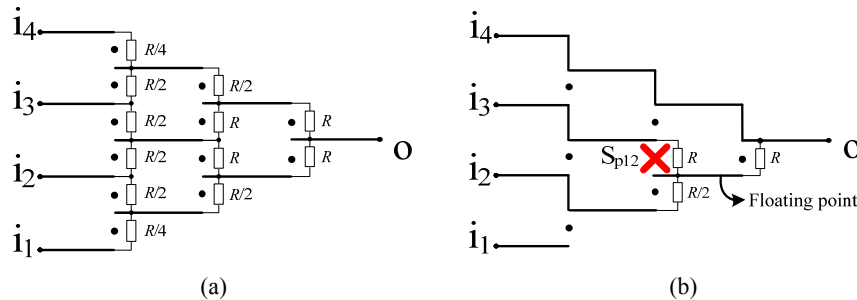 i4
R/4
R/2
R/2
i3
R/2
R
R
O
R/2
R
R
i2
R/2
R/2
R/4
i1
(a)
i4
i3
Sp12
R
R
O
i2
R/2
Floating point
i1
(b)